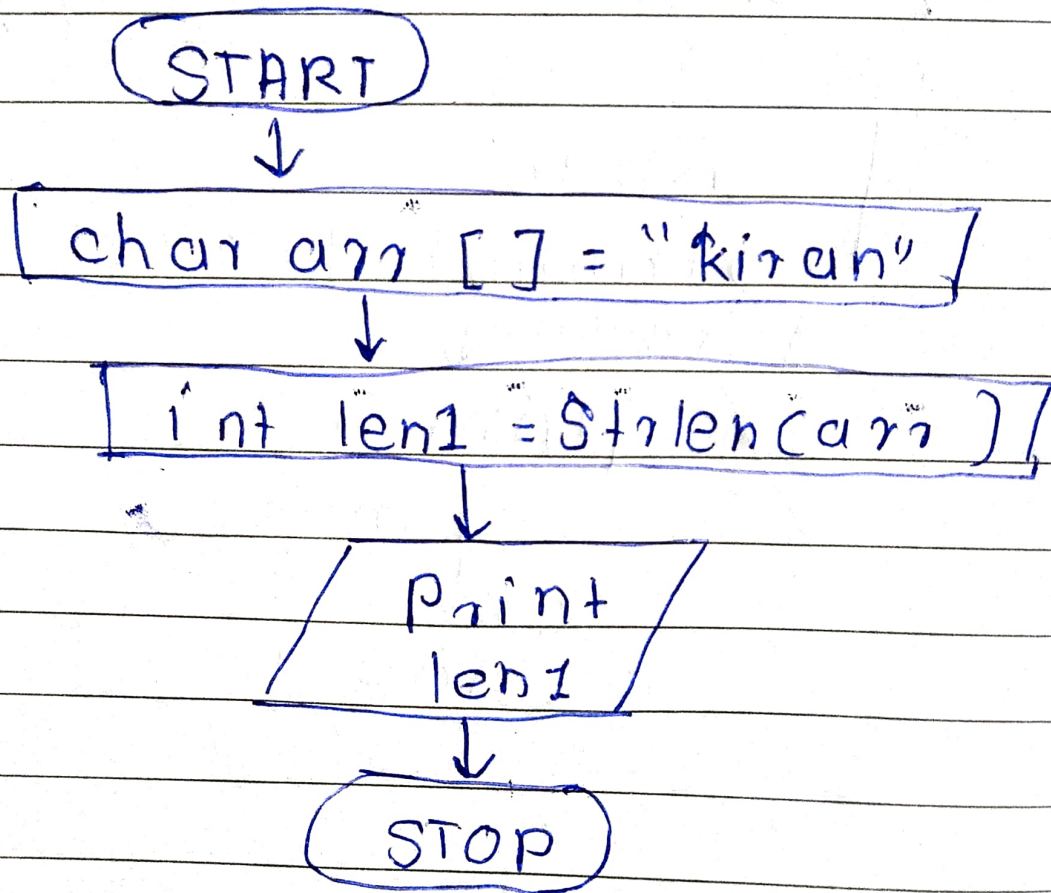 START
char arr [ ] = "kiran"
int len1 = Strlen(arr)
Print
len1
STOP